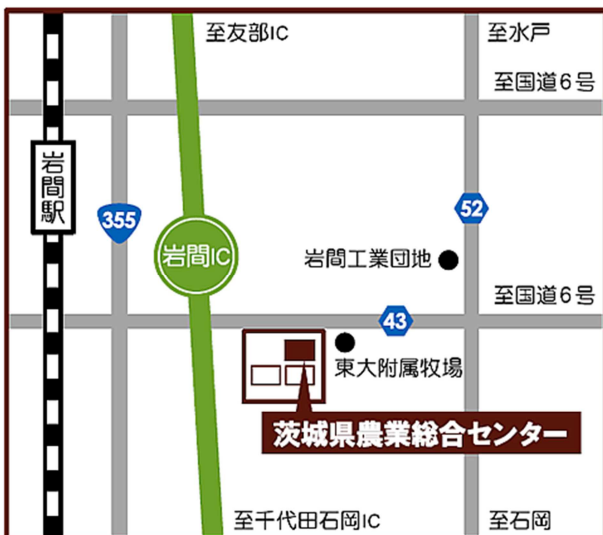 至友部IC
至水戸
至国道6号
岩間駅
355
52
岩間IC
岩間工業団地
至国道6号
43
東大附属牧場
茨城県農業総合センター
至千代田石岡IC
至石岡